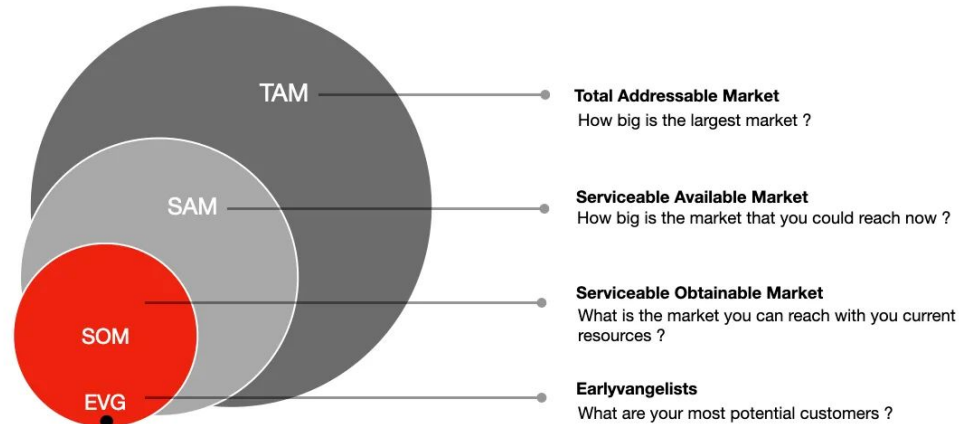 TAM
Total Addressable Market
How big is the largest market ?
SAM
Serviceable Available Market
How big is the market that you could reach now ?
SOM
Serviceable Obtainable Market
What is the market you can reach with you current
resources ?
EVG
Earlyvangelists
What are your most potential customers ?